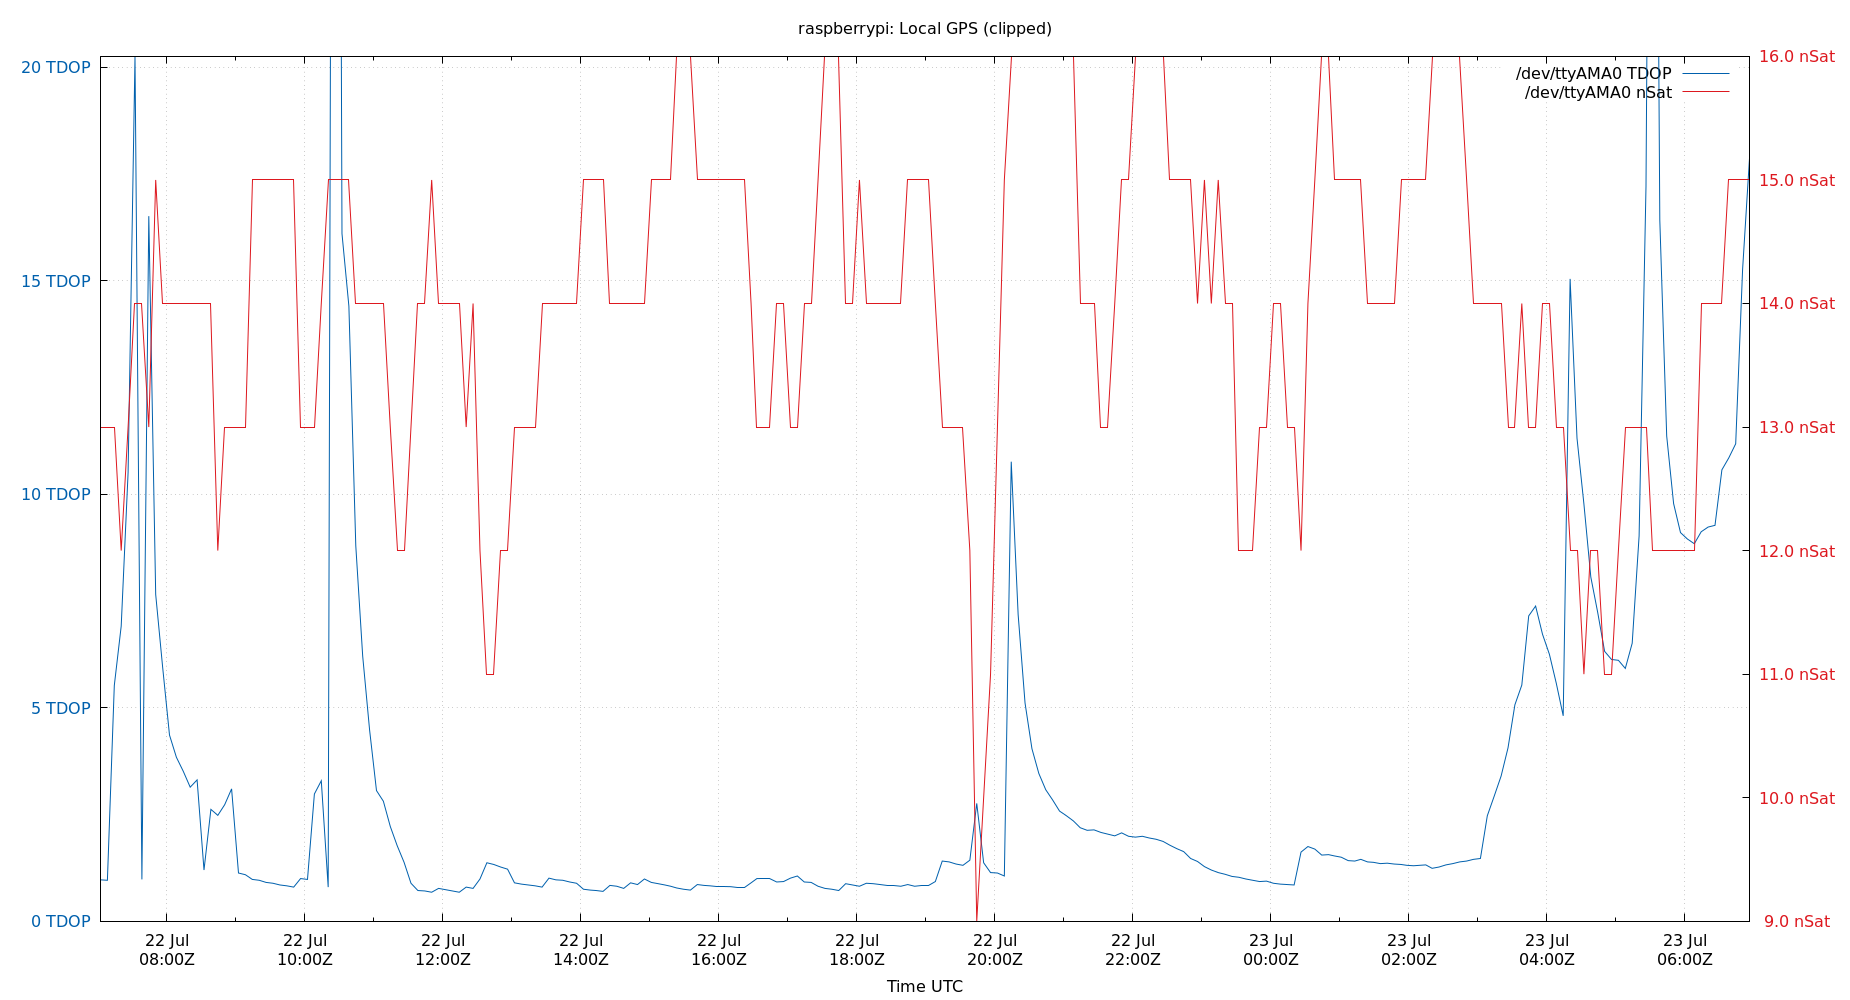 raspberrypi: Local GPS (clipped)
20 TDOP
15 TDOP
10 TDOP
5 TDOP
0 TDOP
16.0 nSat
15.0 nSat
14.0 nSat
13.0 nSat
12.0 nSat
11.0 nSat
10.0 nSat
9.0 nSat
/dev/ttyAMA0 TDOP
/dev/ttyAMA0 nSat
22 Jul
08:00Z
22 Jul
10:00Z
22 Jul
12:00Z
22 Jul
14:00Z
22 Jul
16:00Z
22 Jul
18:00Z
22 Jul
20:00Z
22 Jul
22:00Z
23 Jul
00:00Z
23 Jul
02:00Z
23 Jul
04:00Z
23 Jul
06:00Z
Time UTC